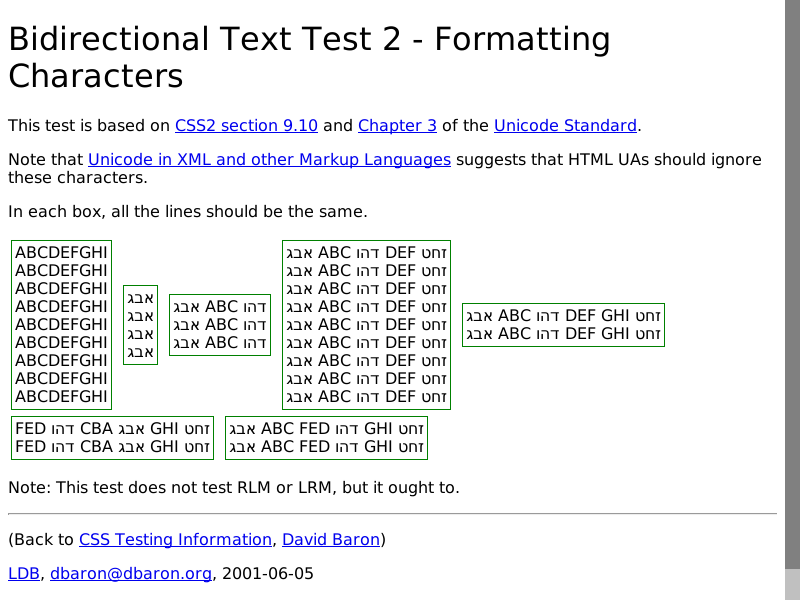 Bidirectional Text Test 2 - Formatting
Characters
This test is based on CSS2 section 9.10 and Chapter 3 of the Unicode Standard.
Note that Unicode in XML and other Markup Languages suggests that HTML UAs should ignore
these characters.
In each box, all the lines should be the same.
ABCDEFGHI
ABCDEFGHI
ABCDEFGHI
ABCDEFGHI
ABCDEFGHI
ABCDEFGHI
ABCDEFGHI
ABCDEFGHI
ABCDEFGHI
אבג
אבג
אבג
אבג
אבג ABC דהו
אבג ABC דהו
אבג ABC דהו
אבג ABC דהו DEF זחט
אבג ABC דהו DEF זחט
אבג ABC דהו DEF זחט
אבג ABC דהו DEF זחט
אבג ABC דהו DEF זחט
אבג ABC דהו DEF זחט
אבג ABC דהו DEF זחט
אבג ABC דהו DEF זחט
אבג ABC דהו DEF זחט
אבג ABC דהו DEF GHI זחט
אבג ABC דהו DEF GHI זחט
FED דהו CBA אבג GHI זחט
FED דהו CBA אבג GHI זחט
אבג ABC FED דהו GHI זחט
אבג ABC FED דהו GHI זחט
Note: This test does not test RLM or LRM, but it ought to.
(Back to CSS Testing Information, David Baron)
LDB, dbaron@dbaron.org, 2001-06-05